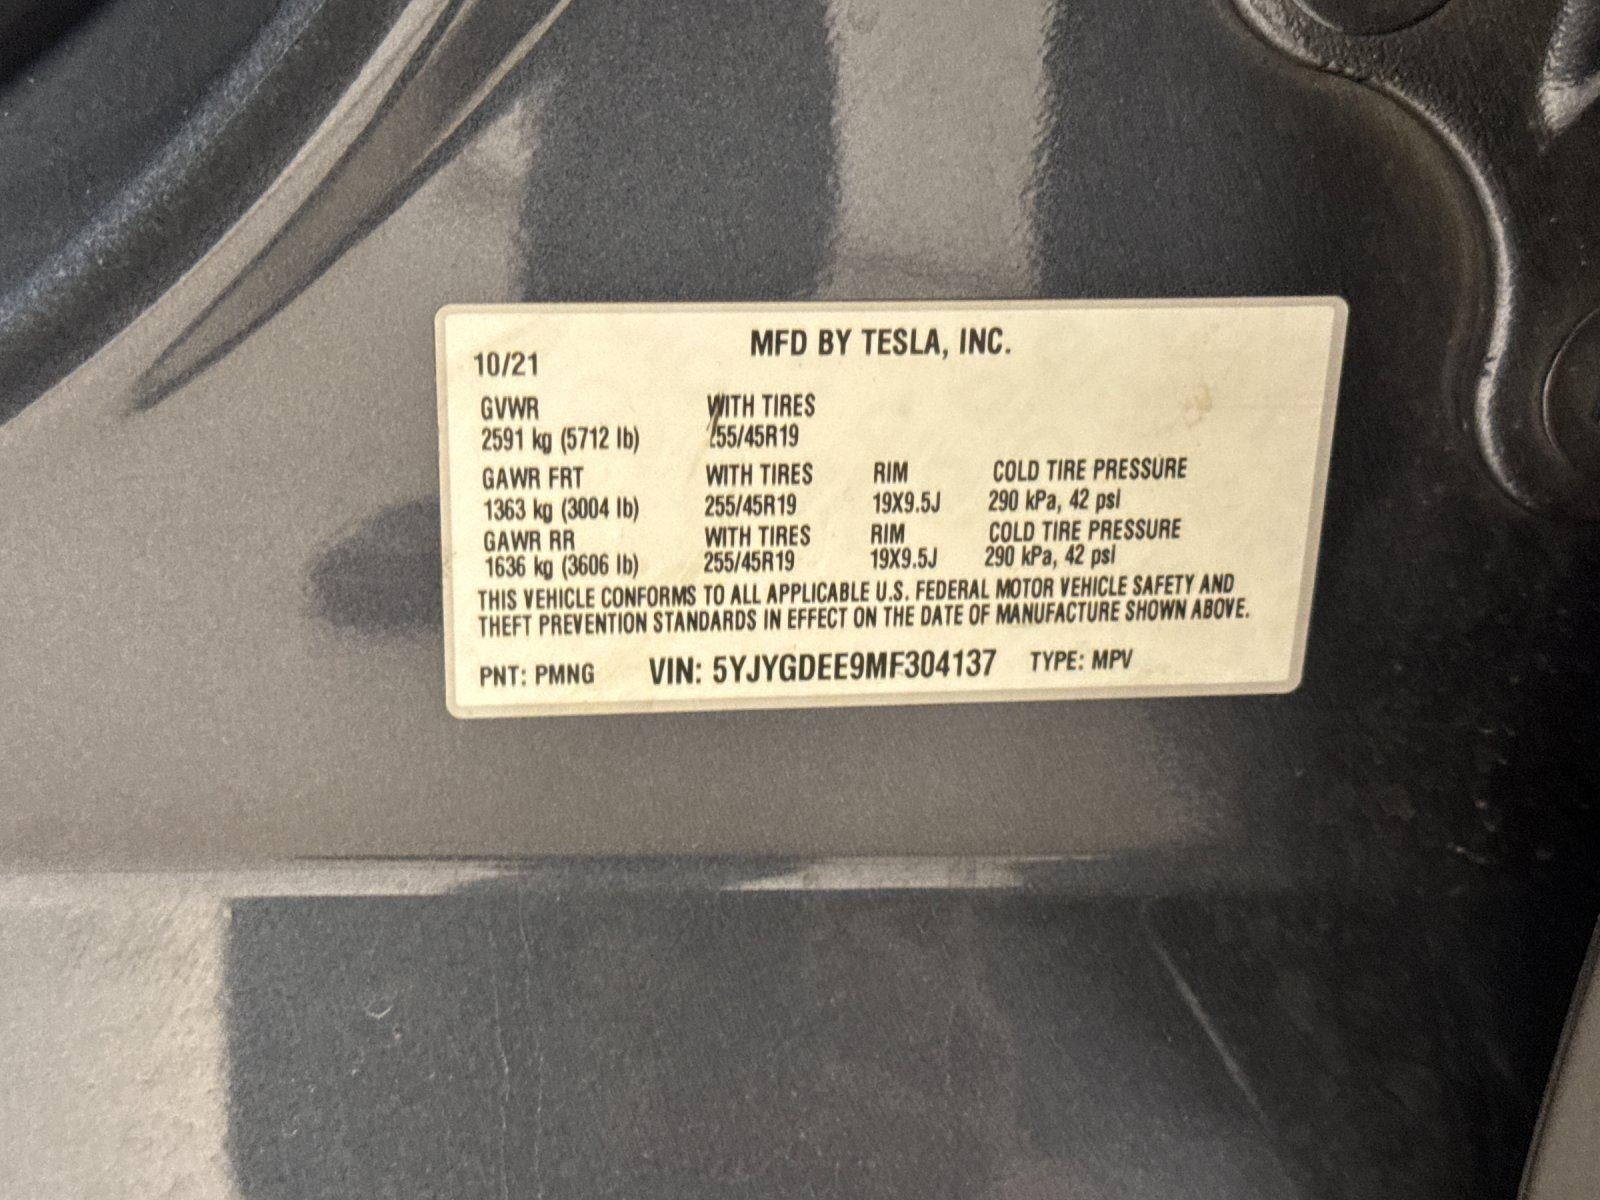 MFD BY TESLA, INC.
10/21
GVWR WITH TIRES
2591 kg (5712 lb) 255/45R19
GAWR FRT WITH TIRES RIM COLD TIRE PRESSURE
1363 kg (3004 lb) 255/45R19 19X9.5J 290 kPa, 42 psi
GAWR RR WITH TIRES RIM COLD TIRE PRESSURE
1636 kg (3606 lb) 255/45R19 19X9.5J 290 kPa, 42 psi
THIS VEHICLE CONFORMS TO ALL APPLICABLE U.S. FEDERAL MOTOR VEHICLE SAFETY AND
THEFT PREVENTION STANDARDS IN EFFECT ON THE DATE OF MANUFACTURE SHOWN ABOVE.
PNT: PMNG VIN: 5YJYGDEE9MF304137 TYPE: MPV